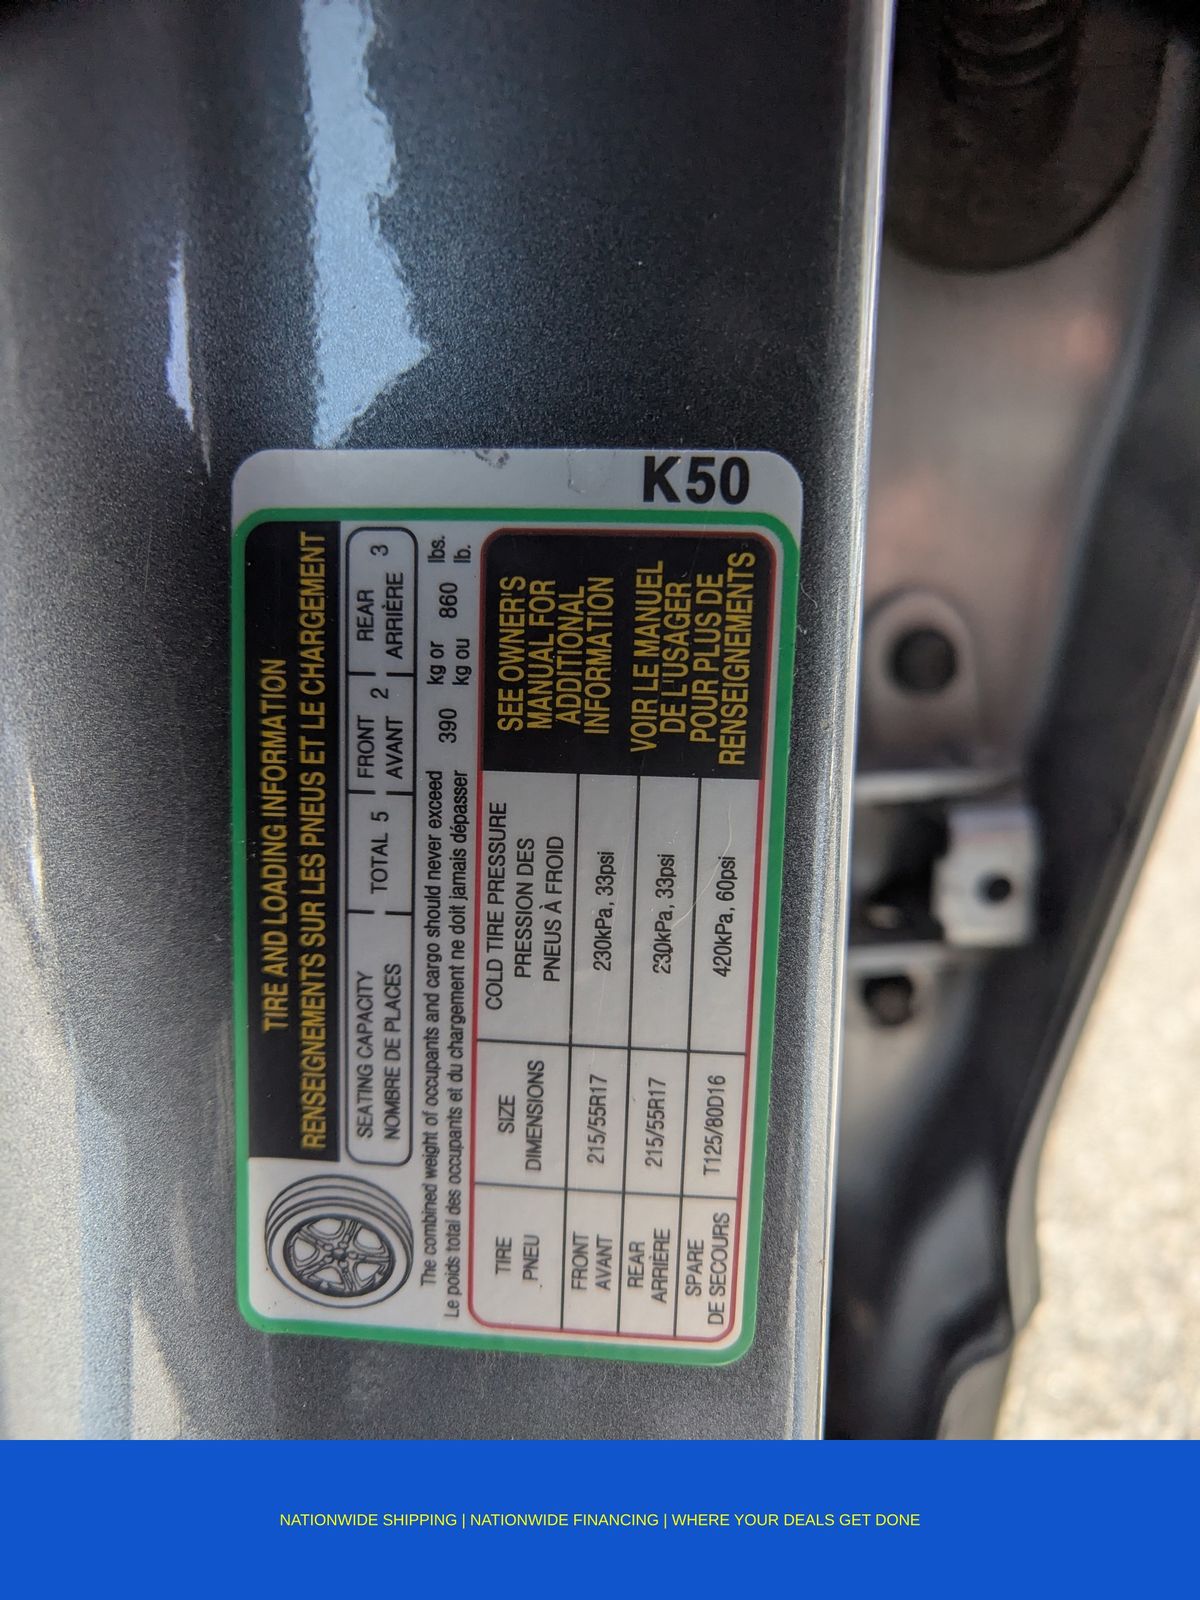 K50
TIRE AND LOADING INFORMATION
RENSEIGNEMENTS SUR LES PNEUS ET LE CHARGEMENT
SEATING CAPACITY
NOMBRE DE PLACES
TOTAL 5
FRONT
AVANT 2
REAR
ARRIÈRE 3
The combined weight of occupants and cargo should never exceed 390 kg or 860 lbs.
Le poids total des occupants et du chargement ne doit jamais dépasser kg ou lb.
TIRE
PNEU
SIZE
DIMENSIONS
COLD TIRE PRESSURE
PRESSION DES
PNEUS À FROID
FRONT
AVANT
215/55R17
230kPa, 33psi
REAR
ARRIÈRE
215/55R17
230kPa, 33psi
SPARE
DE SECOURS
T125/80D16
420kPa, 60psi
SEE OWNER'S
MANUAL FOR
ADDITIONAL
INFORMATION
VOIR LE MANUEL
DE L'USAGER
POUR PLUS DE
RENSEIGNEMENTS
NATIONWIDE SHIPPING | NATIONWIDE FINANCING | WHERE YOUR DEALS GET DONE